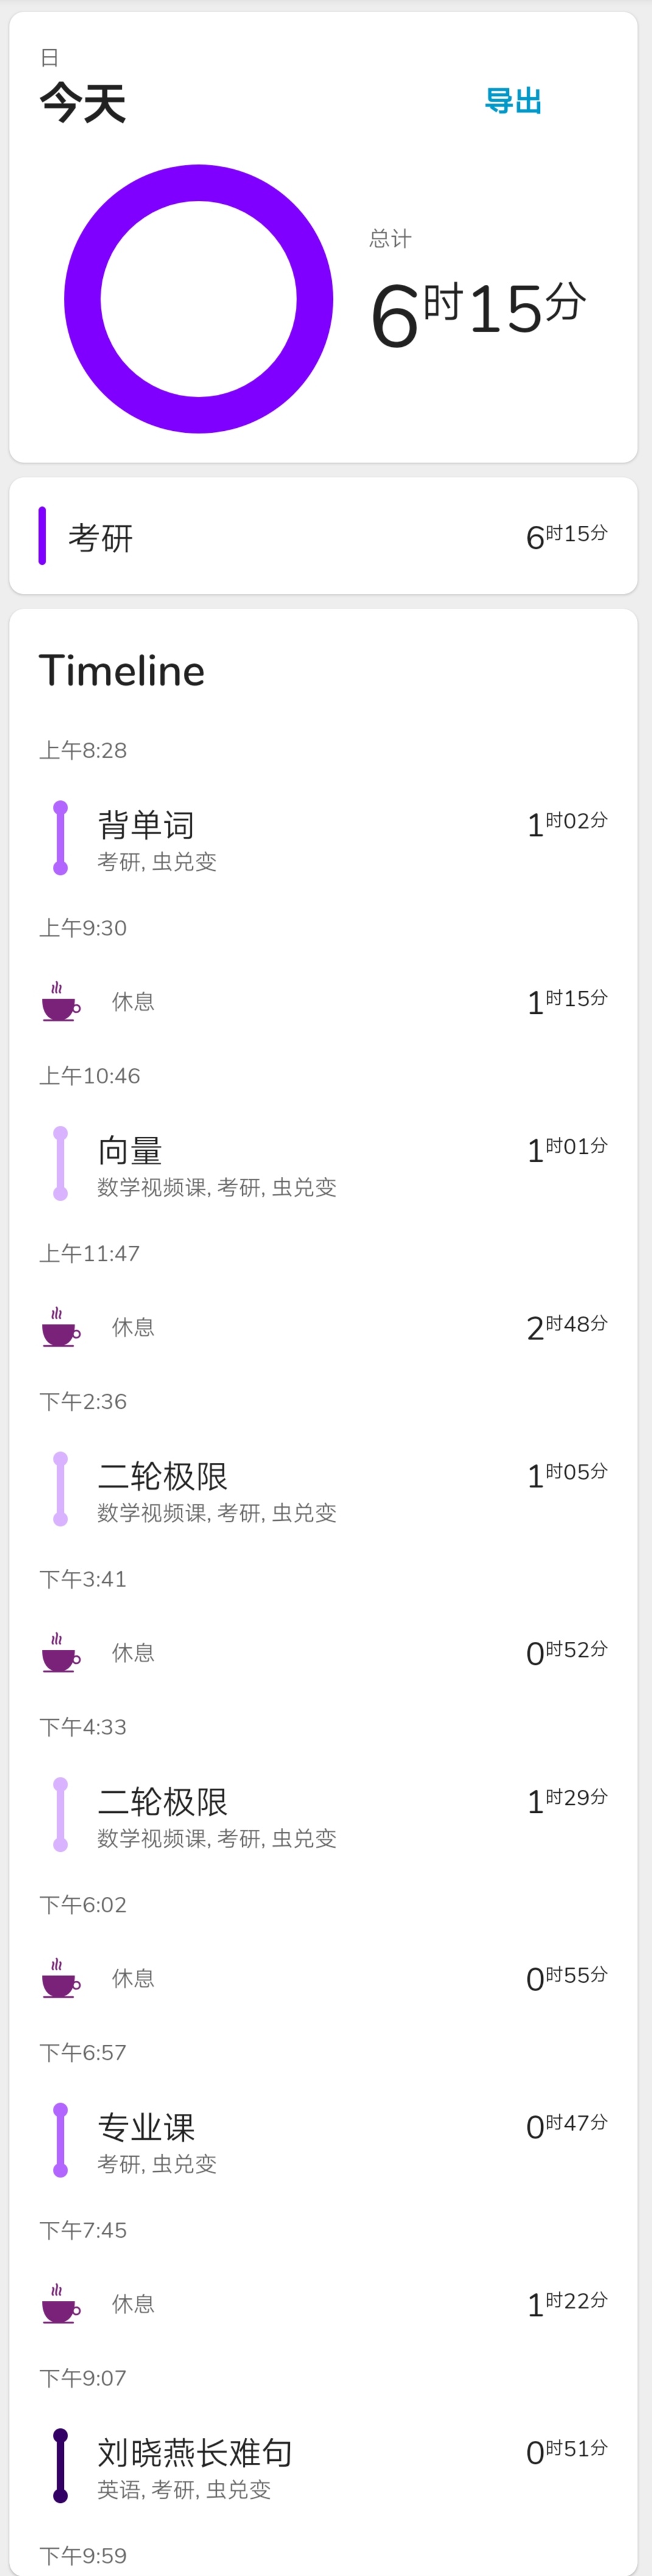 日
今天
导出
总计
6时15分
考研
6时15分
Timeline
上午8:28
背单词
1时02分
考研, 虫兑变
上午9:30
休息
1时15分
上午10:46
向量
1时01分
数学视频课, 考研, 虫兑变
上午11:47
休息
2时48分
下午2:36
二轮极限
1时05分
数学视频课, 考研, 虫兑变
下午3:41
休息
0时52分
下午4:33
二轮极限
1时29分
数学视频课, 考研, 虫兑变
下午6:02
休息
0时55分
下午6:57
专业课
0时47分
考研, 虫兑变
下午7:45
休息
1时22分
下午9:07
刘晓燕长难句
0时51分
英语, 考研, 虫兑变
下午9:59